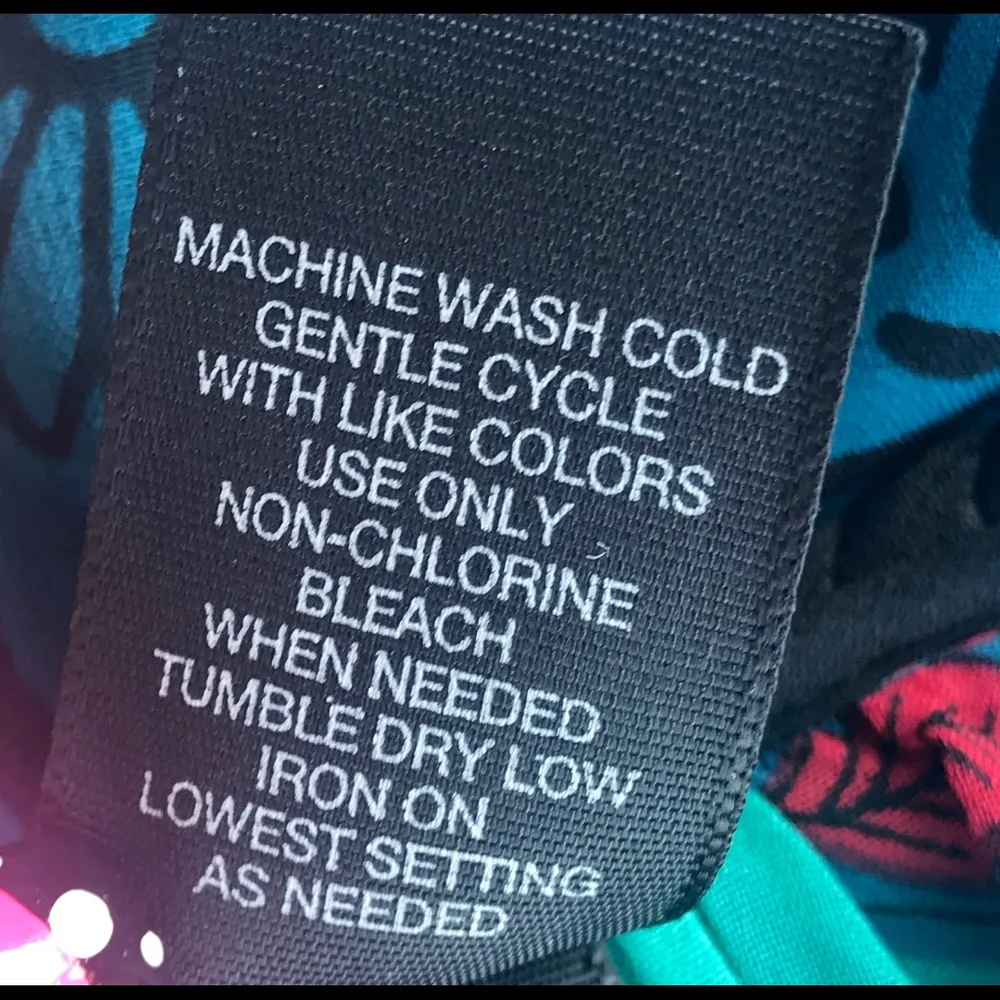 MACHINE WASH COLD
GENTLE CYCLE
WITH LIKE COLORS
USE ONLY
NON-CHLORINE
BLEACH
WHEN NEEDED
TUMBLE DRY LOW
IRON ON
LOWEST SETTING
AS NEEDED